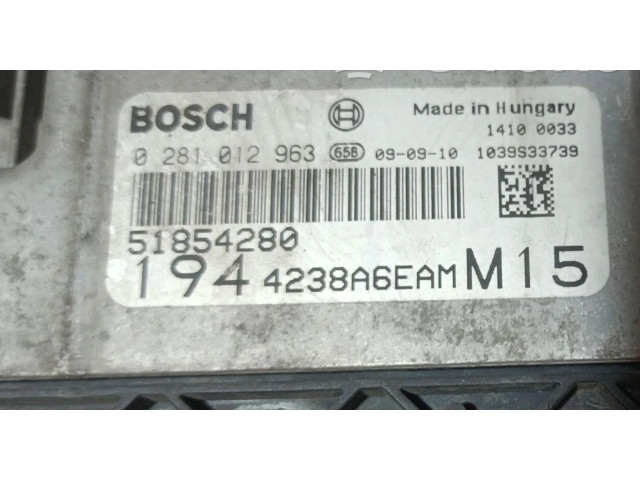 BOSCH Made in Hungary
1410 0033
0 281 012 963 658 09-09-10 1039S33739
51854280
194 4238A6EAM M15